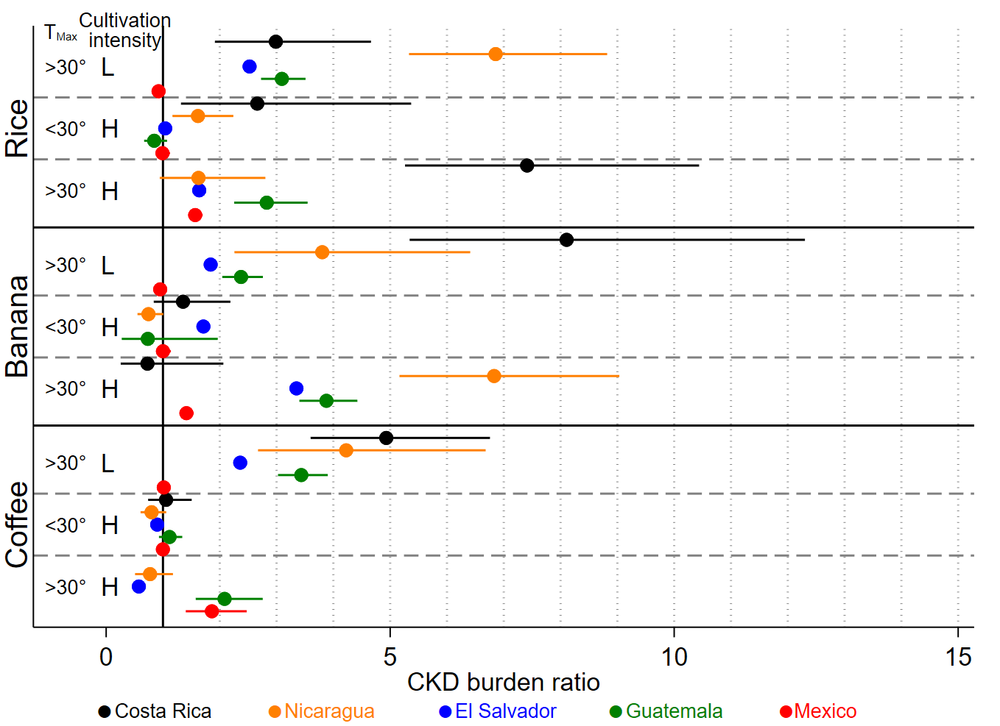 Cultivation
T Max intensity
>30° L
<30° H
>30° H
Rice
>30° L
<30° H
>30° H
Banana
>30° L
<30° H
>30° H
Coffee
0 5 10 15
CKD burden ratio
Costa Rica Nicaragua El Salvador Guatemala Mexico